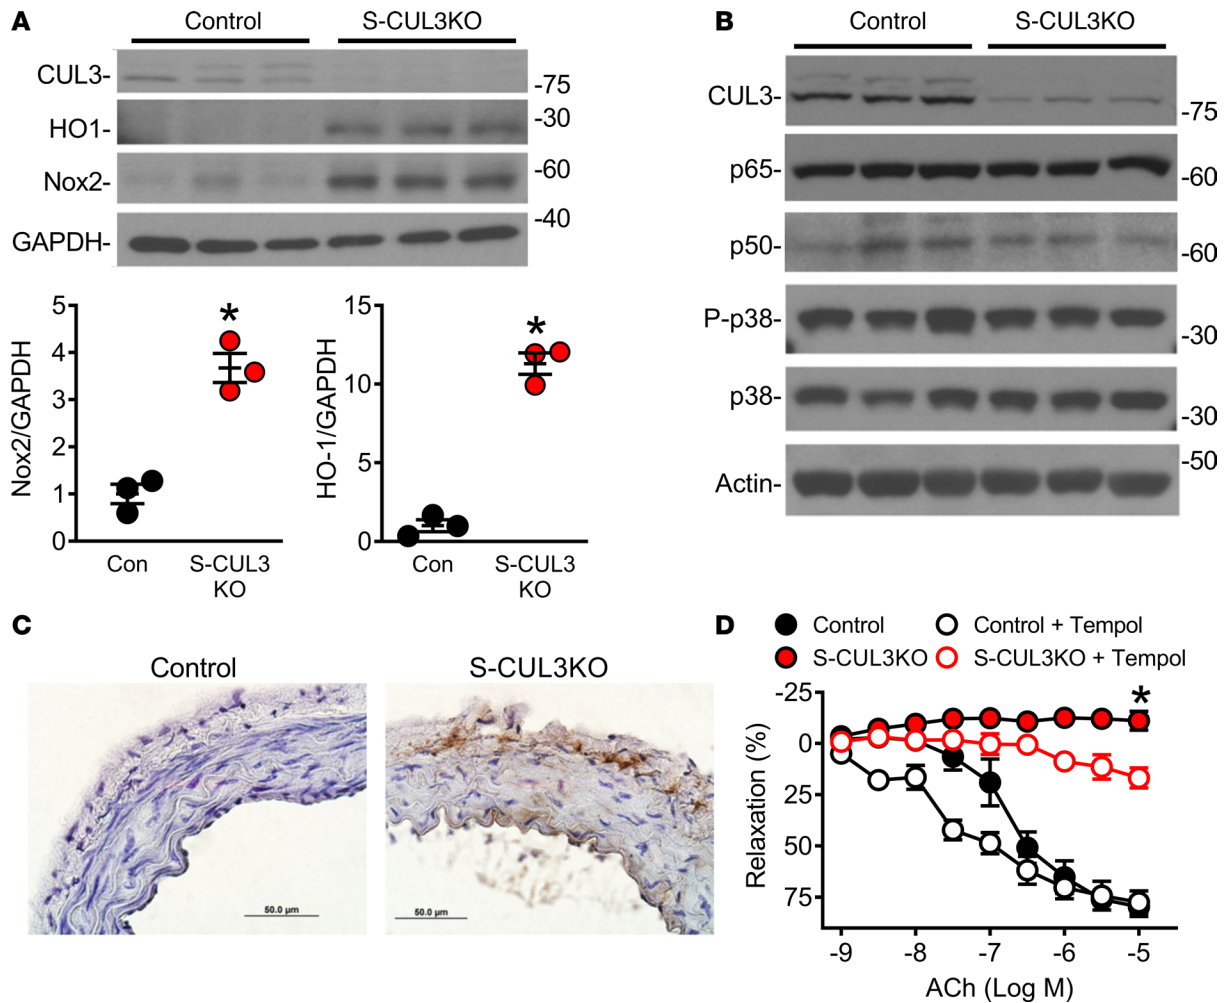 A
Control
S-CUL3KO
CUL3-
-75
HO1-
-30
Nox2-
-60
GAPDH-
-40
Nox2/GAPDH
5
4
3
2
1
0
*
Con
S-CUL3
KO
HO-1/GAPDH
15
10
5
0
*
Con
S-CUL3
KO
B
Control
S-CUL3KO
CUL3-
-75
p65-
-60
p50-
-60
P-p38-
-30
p38-
-30
Actin-
-50
C
Control
S-CUL3KO
50.0 µm
50.0 µm
D
Control
Control + Tempol
S-CUL3KO
S-CUL3KO + Tempol
Relaxation (%)
-25
0
25
50
75
*
-9
-8
-7
-6
-5
ACh (Log M)